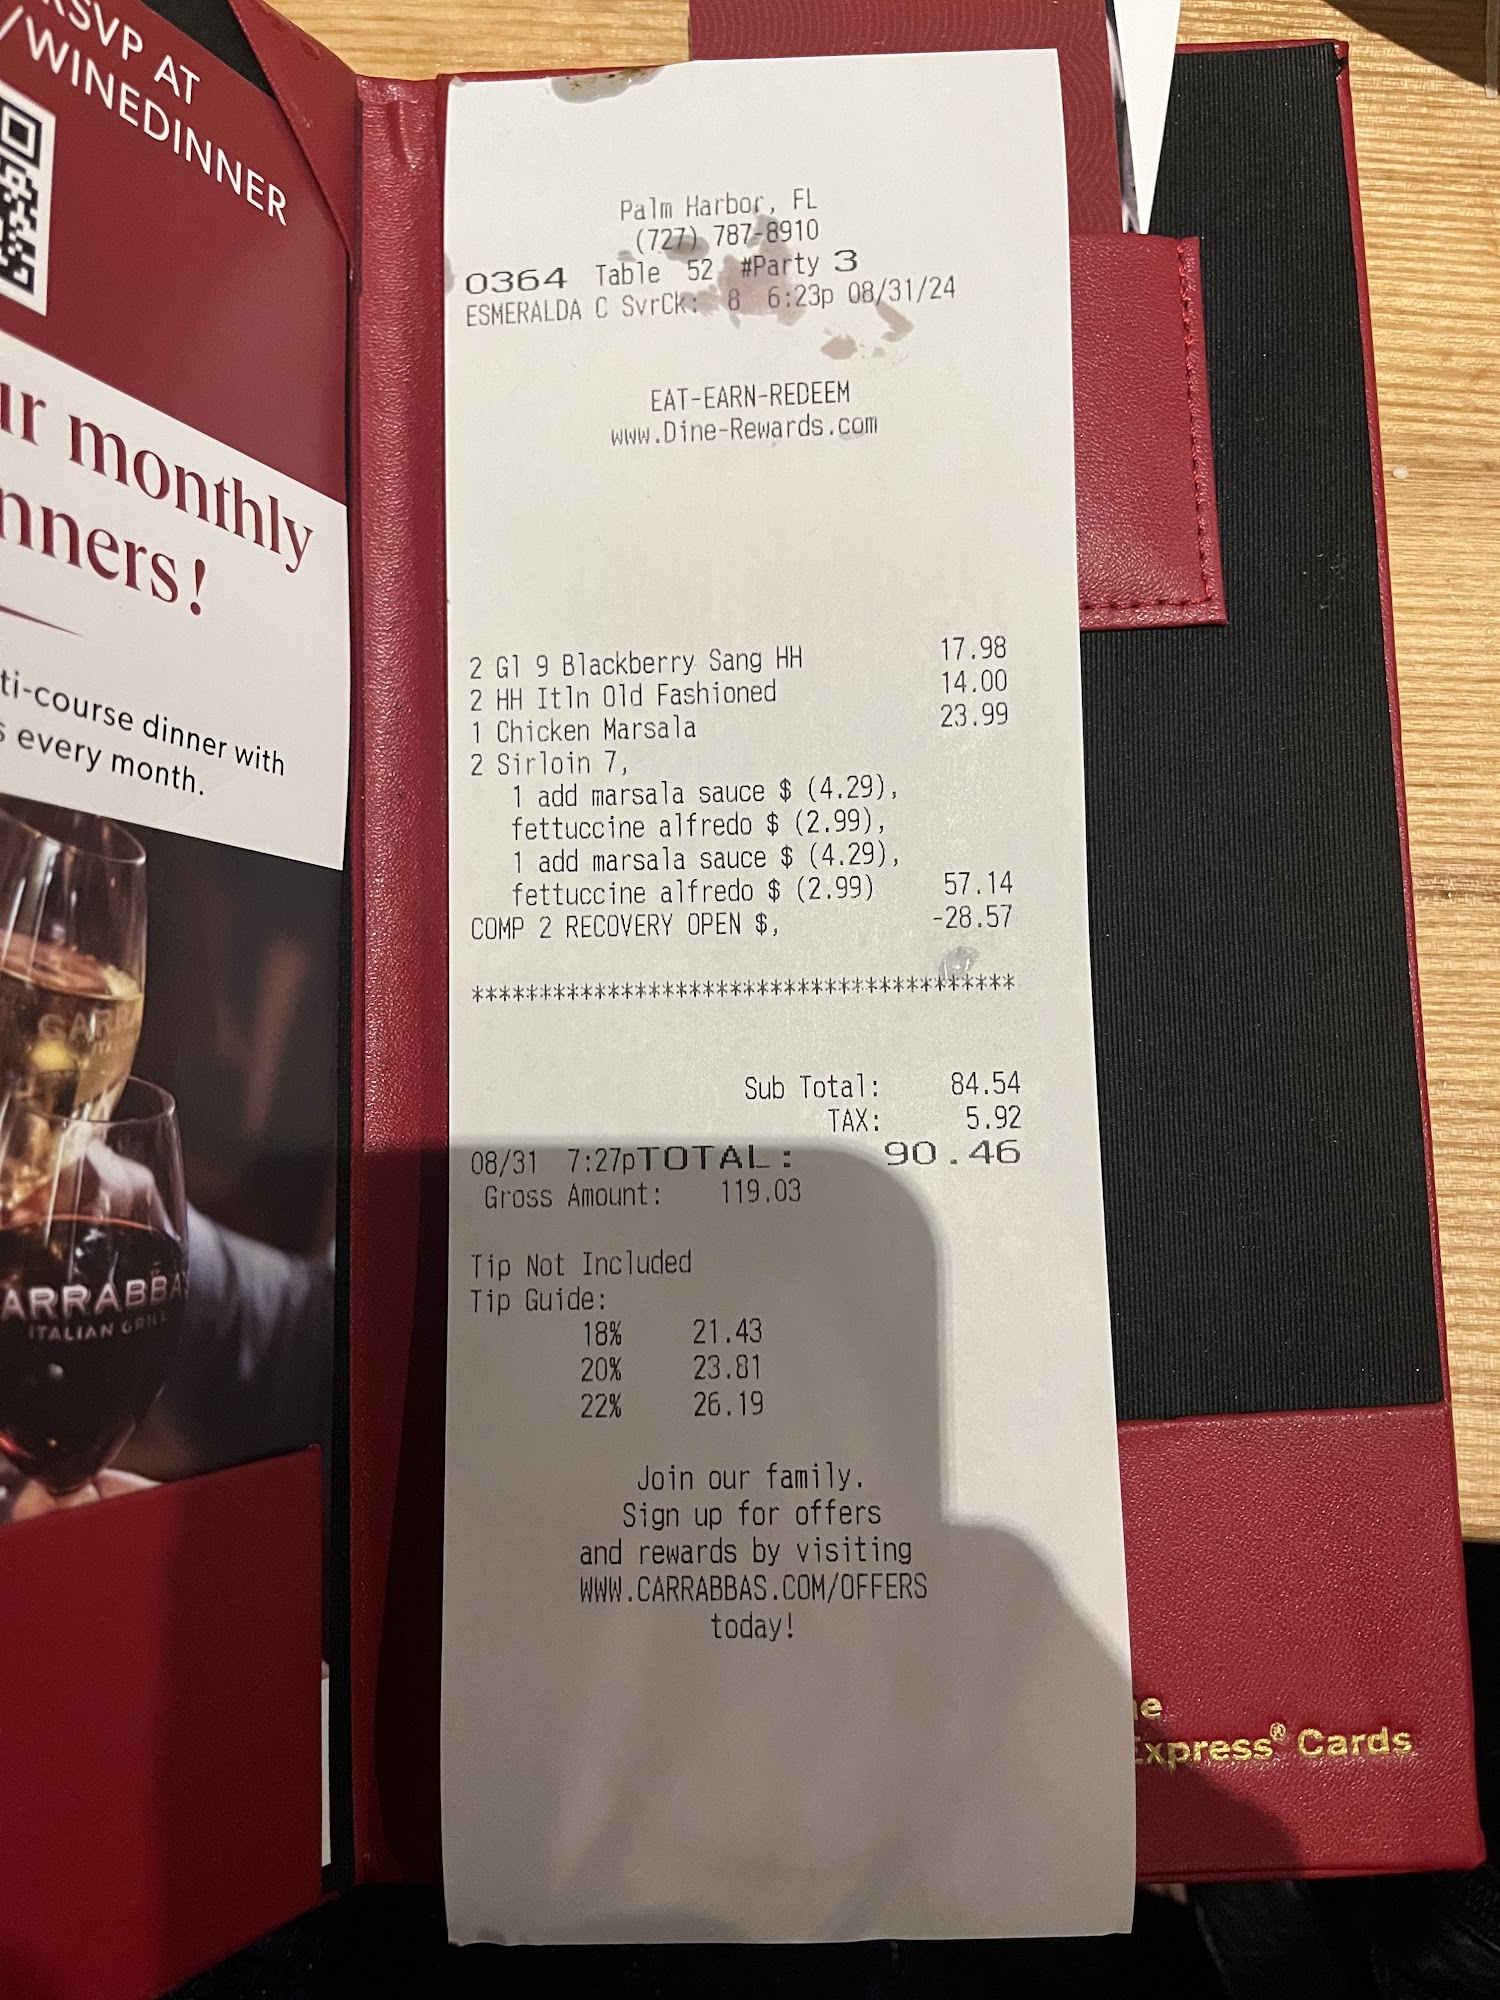 RSVP AT
/WINEDINNER
ur monthly
nners!
ti-course dinner with
s every month.
CARRABBA
ITALIAN GRILL
Palm Harbor, FL
(727) 787-8910
0364 Table 52 #Party 3
ESMERALDA C SvrCk: 8 6:23p 08/31/24
EAT-EARN-REDEEM
www.Dine-Rewards.com
2 Gl 9 Blackberry Sang HH 17.98
2 HH Itln Old Fashioned 14.00
1 Chicken Marsala 23.99
2 Sirloin 7,
1 add marsala sauce $ (4.29),
fettuccine alfredo $ (2.99),
1 add marsala sauce $ (4.29),
fettuccine alfredo $ (2.99) 57.14
COMP 2 RECOVERY OPEN $, -28.57
****************************************
Sub Total: 84.54
TAX: 5.92
08/31 7:27pTOTAL: 90.46
Gross Amount: 119.03
Tip Not Included
Tip Guide:
18% 21.43
20% 23.81
22% 26.19
Join our family.
Sign up for offers
and rewards by visiting
WWW.CARRABBAS.COM/OFFERS
today!
e
Express® Cards